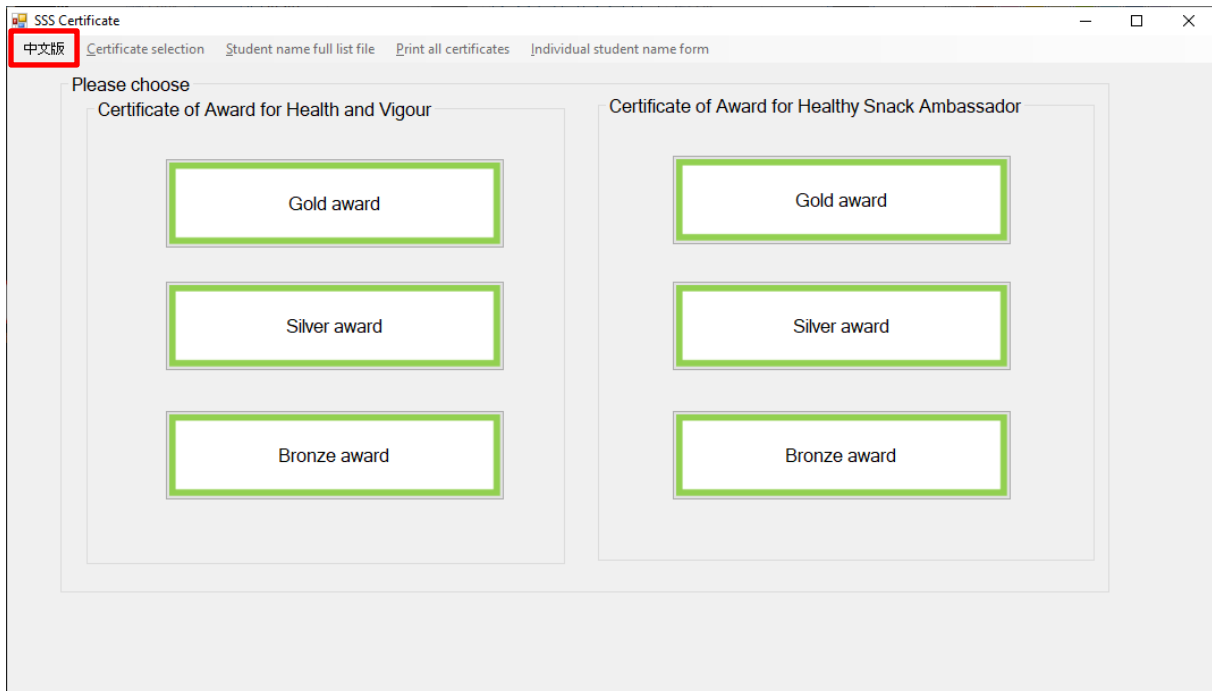 SSS Certificate
中文版 Certificate selection Student name full list file Print all certificates Individual student name form
Please choose
Certificate of Award for Health and Vigour
Gold award
Silver award
Bronze award
Certificate of Award for Healthy Snack Ambassador
Gold award
Silver award
Bronze award